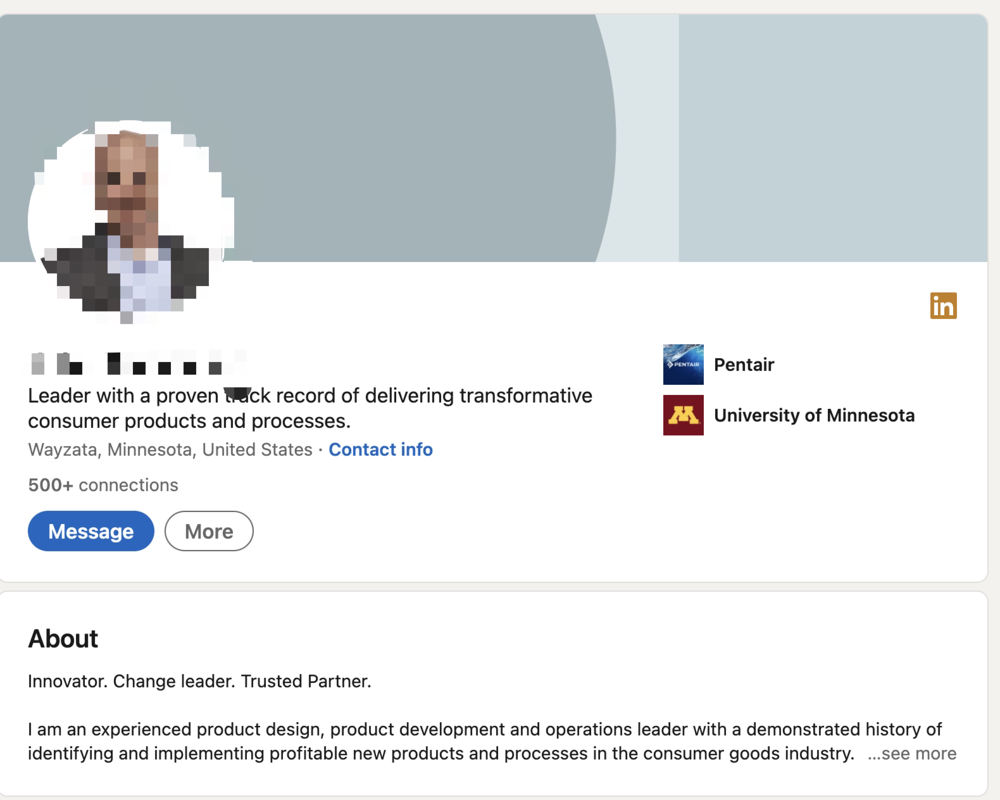 in
PENTAIR
Pentair
M
University of Minnesota
Leader with a proven track record of delivering transformative
consumer products and processes.
Wayzata, Minnesota, United States · Contact info
500+ connections
Message
More
About
Innovator. Change leader. Trusted Partner.
I am an experienced product design, product development and operations leader with a demonstrated history of
identifying and implementing profitable new products and processes in the consumer goods industry. ...see more